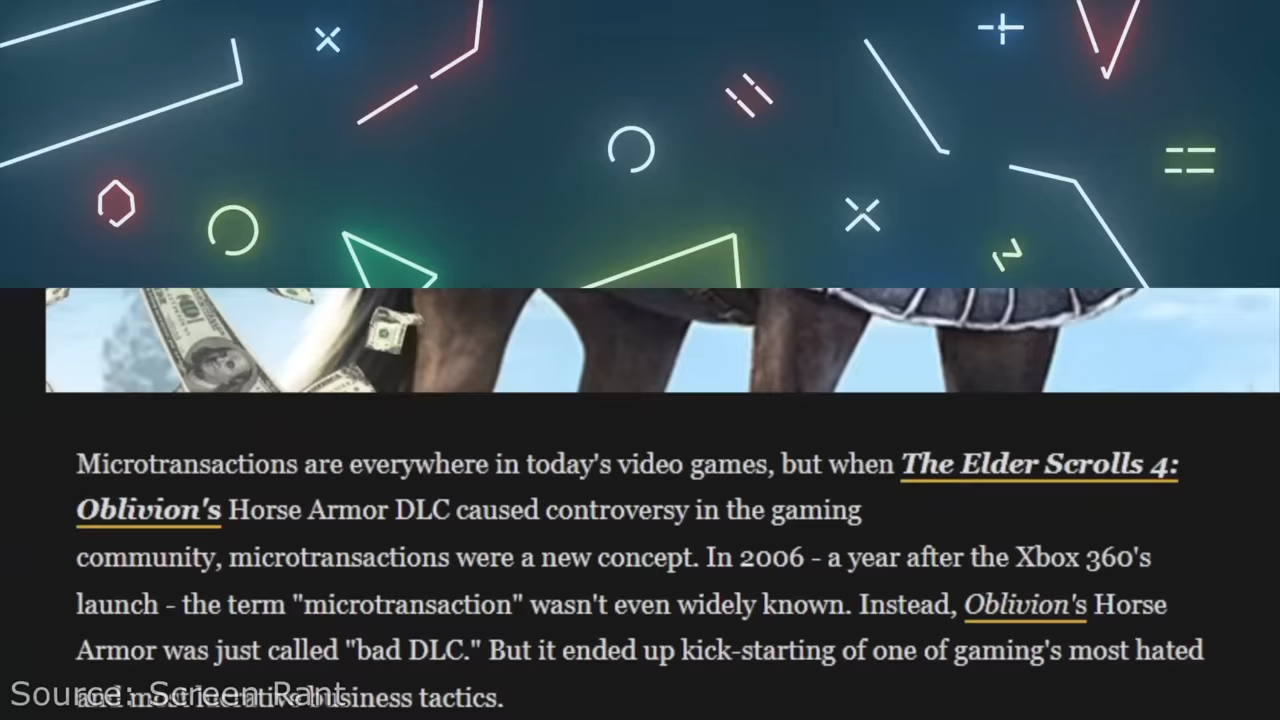 Microtransactions are everywhere in today's video games, but when The Elder Scrolls 4:
Oblivion's Horse Armor DLC caused controversy in the gaming
community, microtransactions were a new concept. In 2006 - a year after the Xbox 360's
launch - the term "microtransaction" wasn't even widely known. Instead, Oblivion's Horse
Armor was just called "bad DLC." But it ended up kick-starting of one of gaming's most hated
and most lucrative business tactics.
Source: Screen Rant